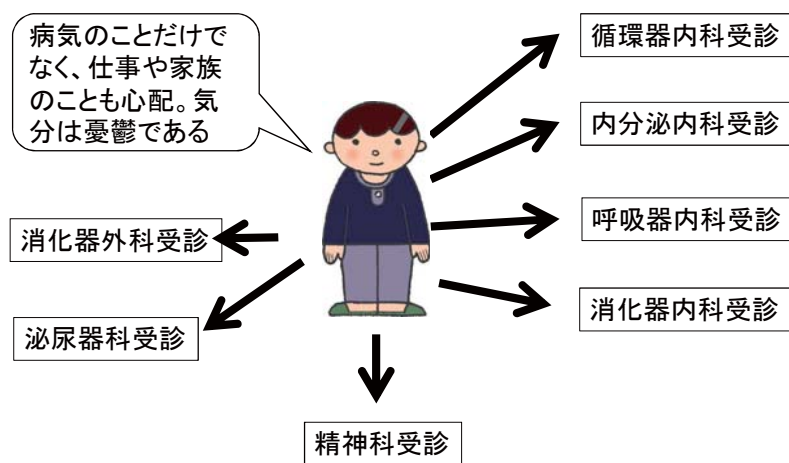 病気のことだけで
なく、仕事や家族
のことも心配。気
分は憂鬱である
循環器内科受診
内分泌内科受診
呼吸器内科受診
消化器内科受診
消化器外科受診
泌尿器科受診
精神科受診